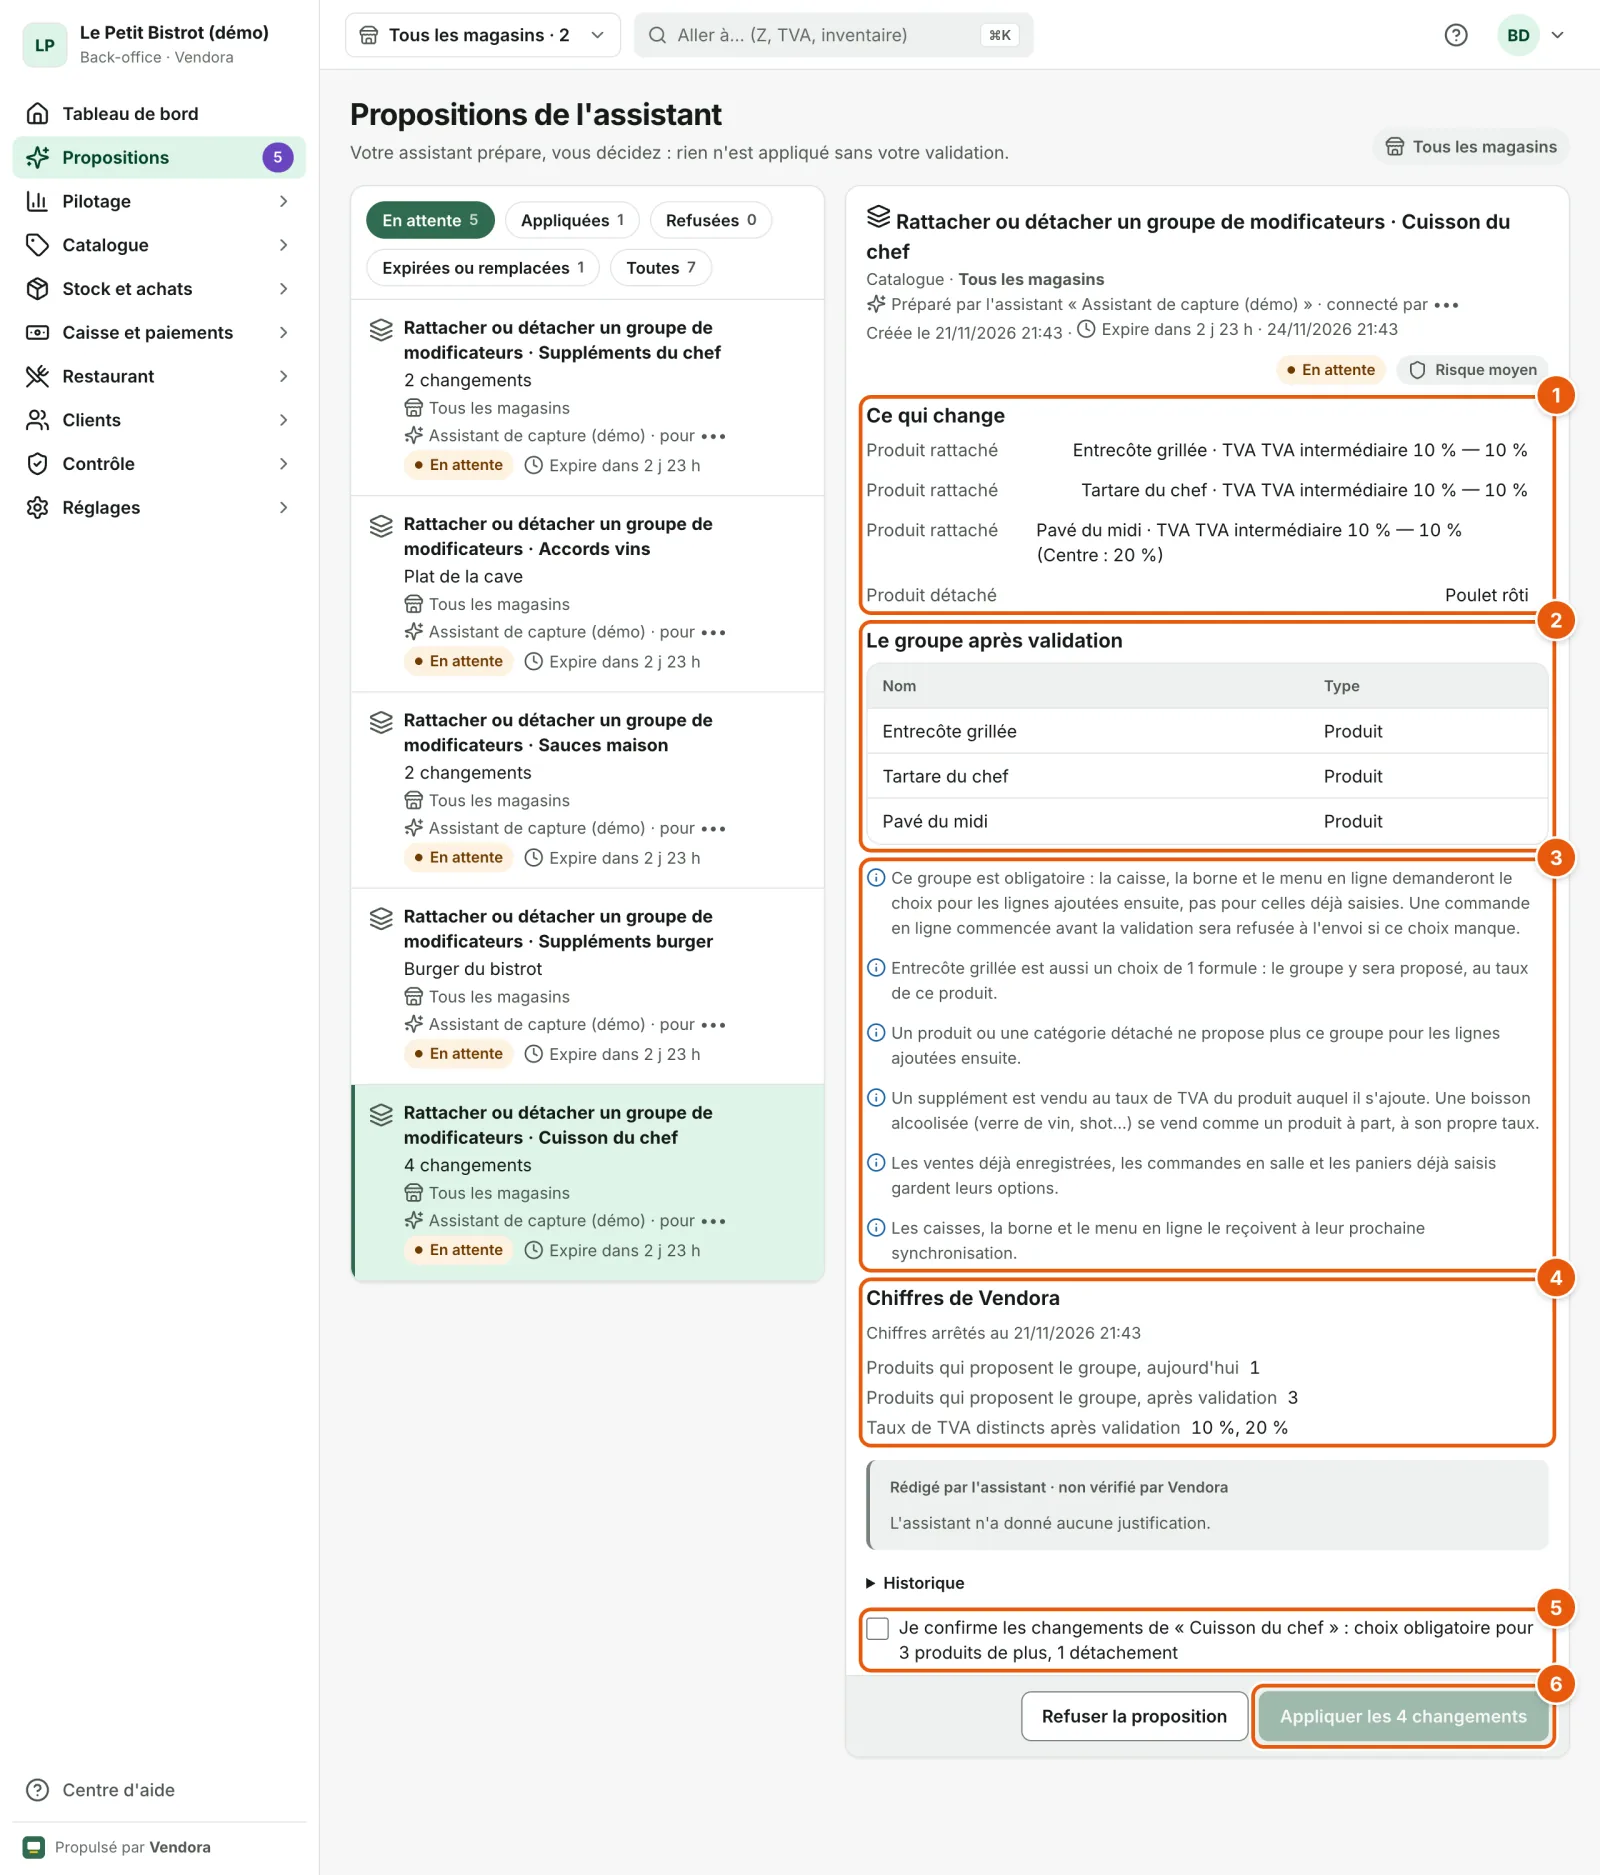 LP
Le Petit Bistrot (démo)
Back-office · Vendora
Tableau de bord
Propositions
5
Pilotage
Catalogue
Stock et achats
Caisse et paiements
Restaurant
Clients
Contrôle
Réglages
Centre d'aide
Propulsé par Vendora
Tous les magasins · 2
Aller à... (Z, TVA, inventaire)
⌘K
BD
Propositions de l'assistant
Votre assistant prépare, vous décidez : rien n'est appliqué sans votre validation.
Tous les magasins
En attente 5
Appliquées 1
Refusées 0
Expirées ou remplacées 1
Toutes 7
Rattacher ou détacher un groupe de
modificateurs · Suppléments du chef
2 changements
Tous les magasins
Assistant de capture (démo) · pour •••
En attente
Expire dans 2 j 23 h
Rattacher ou détacher un groupe de
modificateurs · Accords vins
Plat de la cave
Tous les magasins
Assistant de capture (démo) · pour •••
En attente
Expire dans 2 j 23 h
Rattacher ou détacher un groupe de
modificateurs · Sauces maison
2 changements
Tous les magasins
Assistant de capture (démo) · pour •••
En attente
Expire dans 2 j 23 h
Rattacher ou détacher un groupe de
modificateurs · Suppléments burger
Burger du bistrot
Tous les magasins
Assistant de capture (démo) · pour •••
En attente
Expire dans 2 j 23 h
Rattacher ou détacher un groupe de
modificateurs · Cuisson du chef
4 changements
Tous les magasins
Assistant de capture (démo) · pour •••
En attente
Expire dans 2 j 23 h
Rattacher ou détacher un groupe de modificateurs · Cuisson du
chef
Catalogue · Tous les magasins
Préparé par l'assistant « Assistant de capture (démo) » · connecté par •••
Créée le 21/11/2026 21:43 · Expire dans 2 j 23 h · 24/11/2026 21:43
En attente
Risque moyen
1
Ce qui change
Produit rattaché Entrecôte grillée · TVA TVA intermédiaire 10 % — 10 %
Produit rattaché Tartare du chef · TVA TVA intermédiaire 10 % — 10 %
Produit rattaché Pavé du midi · TVA TVA intermédiaire 10 % — 10 %
(Centre : 20 %)
Produit détaché Poulet rôti
2
Le groupe après validation
Nom Type
Entrecôte grillée Produit
Tartare du chef Produit
Pavé du midi Produit
3
Ce groupe est obligatoire : la caisse, la borne et le menu en ligne demanderont le
choix pour les lignes ajoutées ensuite, pas pour celles déjà saisies. Une commande
en ligne commencée avant la validation sera refusée à l'envoi si ce choix manque.
Entrecôte grillée est aussi un choix de 1 formule : le groupe y sera proposé, au taux
de ce produit.
Un produit ou une catégorie détaché ne propose plus ce groupe pour les lignes
ajoutées ensuite.
Un supplément est vendu au taux de TVA du produit auquel il s'ajoute. Une boisson
alcoolisée (verre de vin, shot...) se vend comme un produit à part, à son propre taux.
Les ventes déjà enregistrées, les commandes en salle et les paniers déjà saisis
gardent leurs options.
Les caisses, la borne et le menu en ligne le reçoivent à leur prochaine
synchronisation.
4
Chiffres de Vendora
Chiffres arrêtés au 21/11/2026 21:43
Produits qui proposent le groupe, aujourd'hui 1
Produits qui proposent le groupe, après validation 3
Taux de TVA distincts après validation 10 %, 20 %
Rédigé par l'assistant · non vérifié par Vendora
L'assistant n'a donné aucune justification.
Historique
5
Je confirme les changements de « Cuisson du chef » : choix obligatoire pour
3 produits de plus, 1 détachement
6
Refuser la proposition
Appliquer les 4 changements